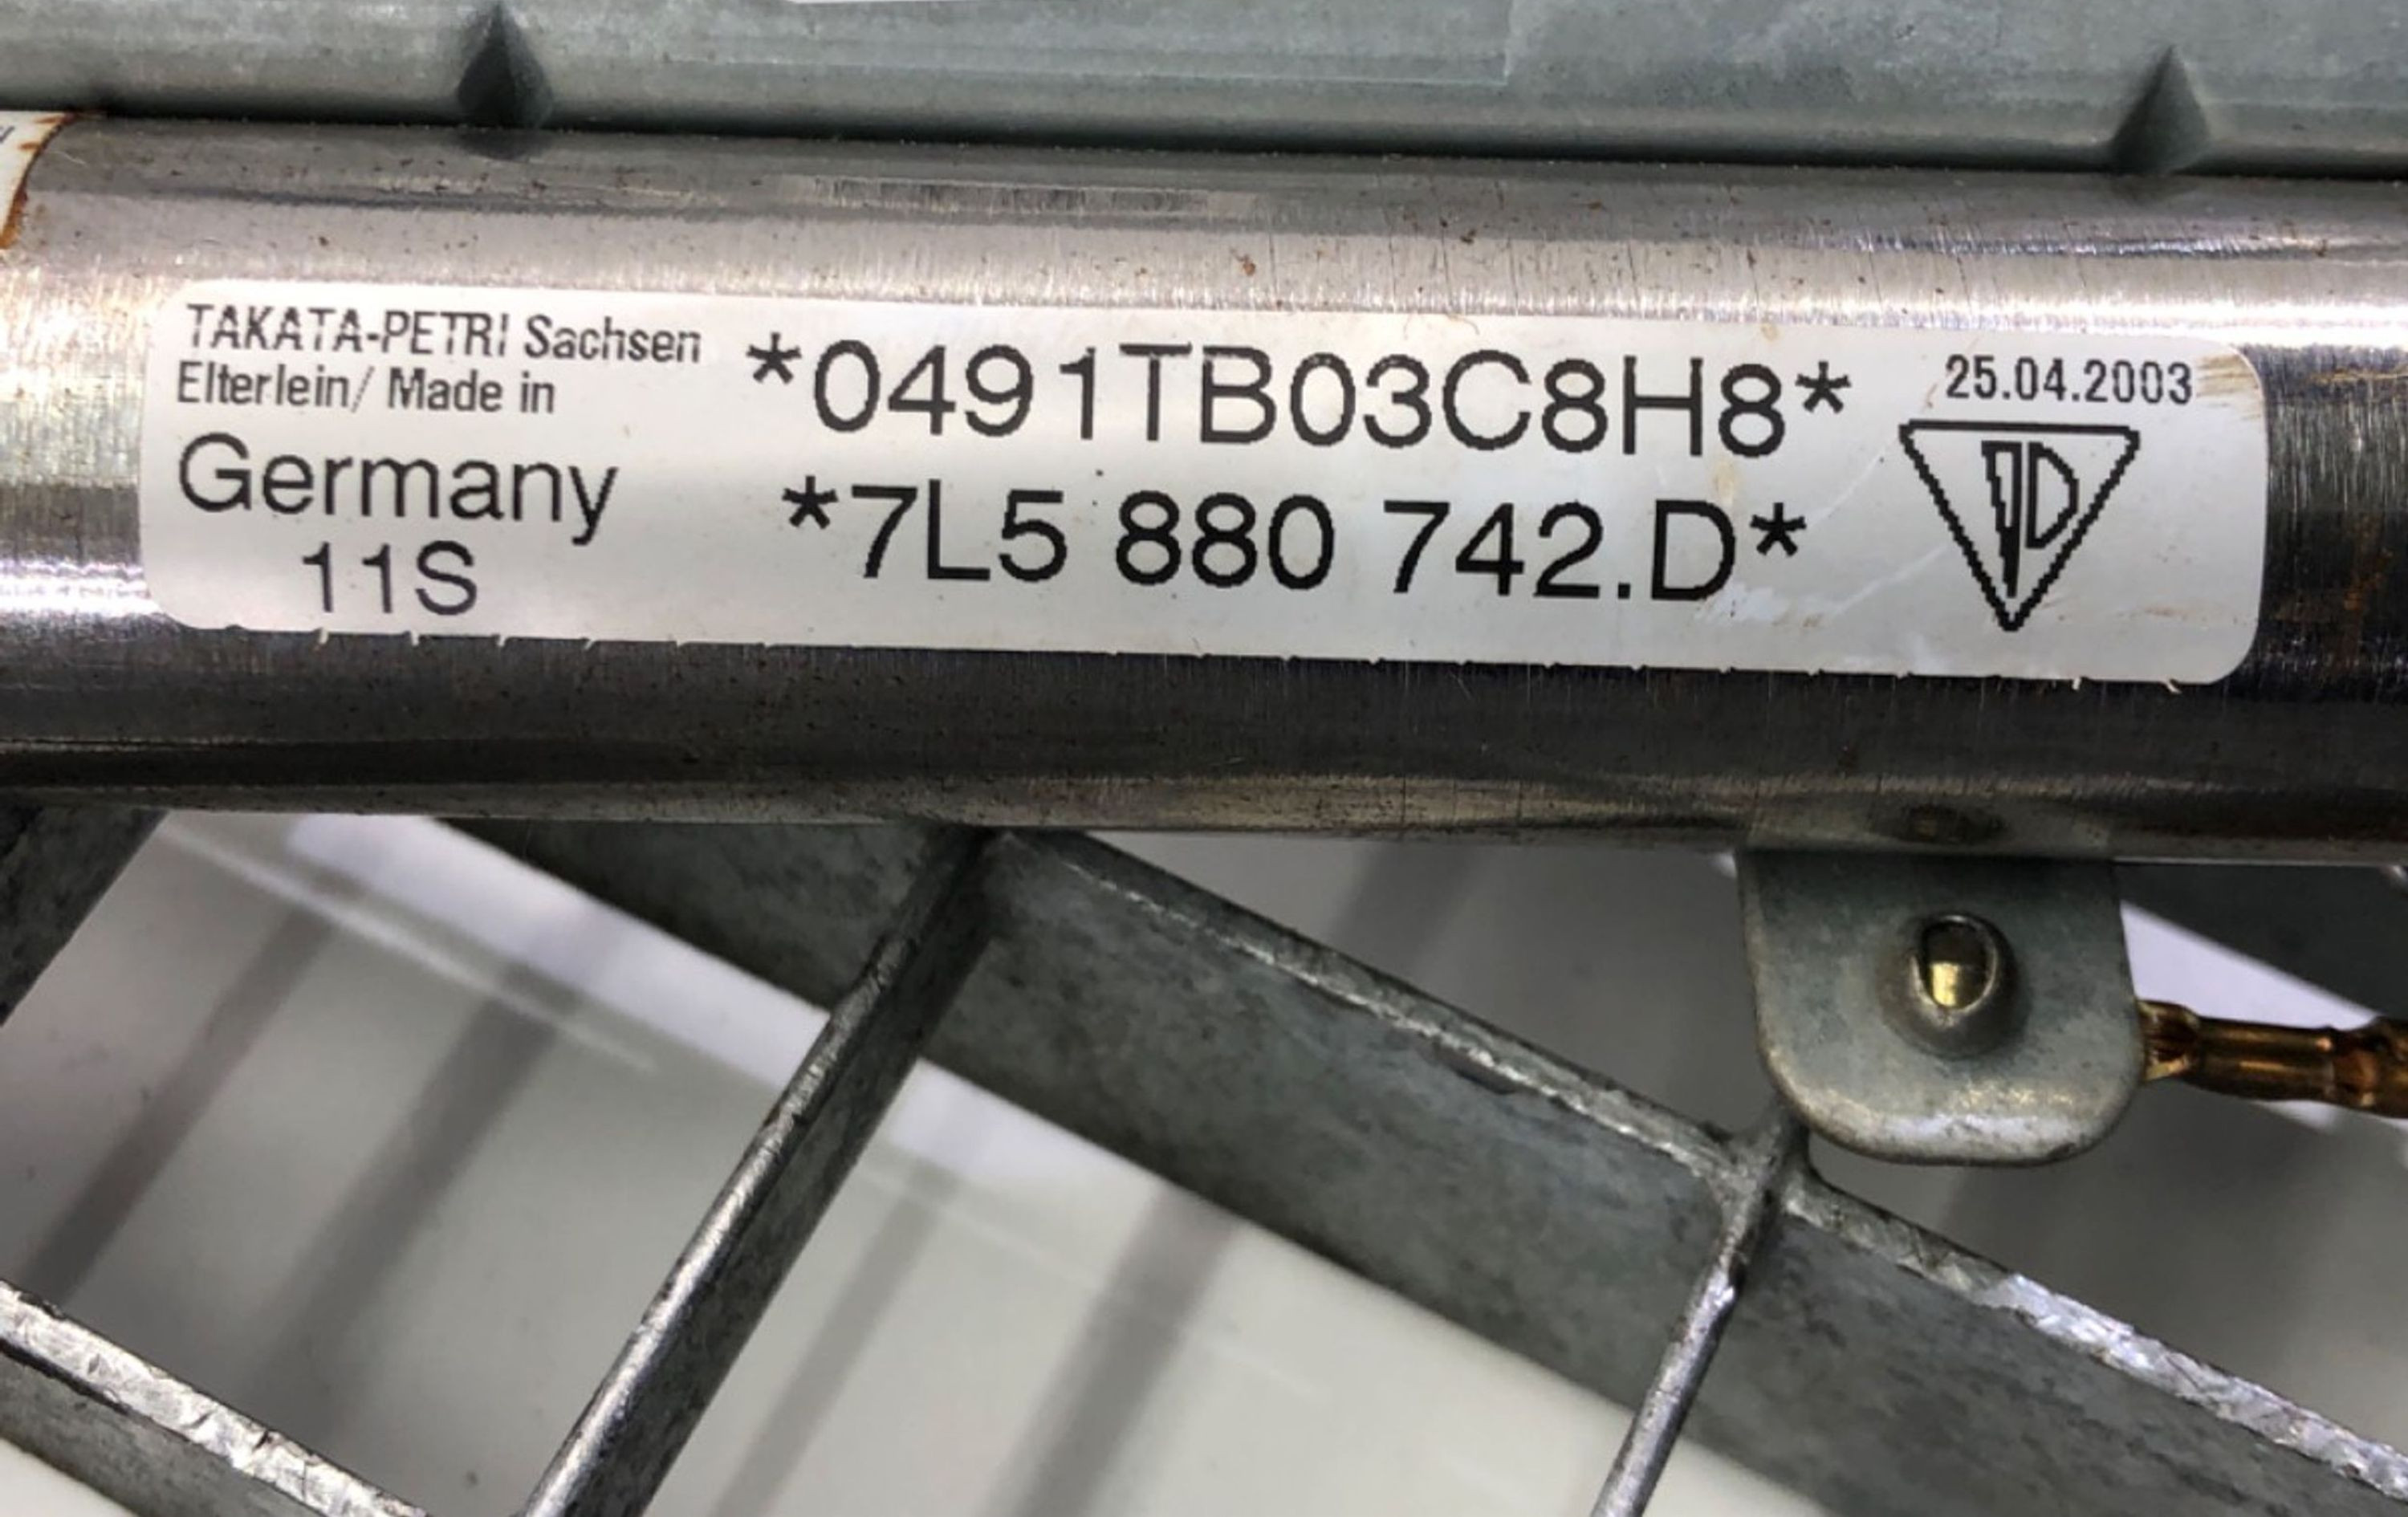 TAKATA-PETRI Sachsen
Elterlein/ Made in
Germany
11S
*0491TB03C8H8*
*7L5 880 742.D*
25.04.2003